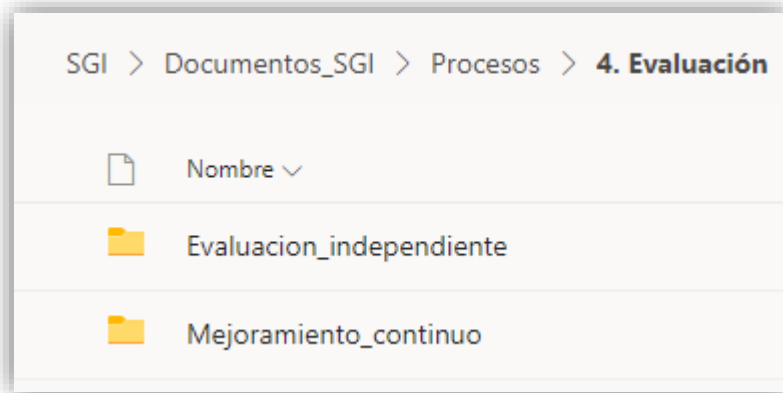 SGI > Documentos_SGI > Procesos > 4. Evaluación
Nombre
Evaluacion_independiente
Mejoramiento_continuo